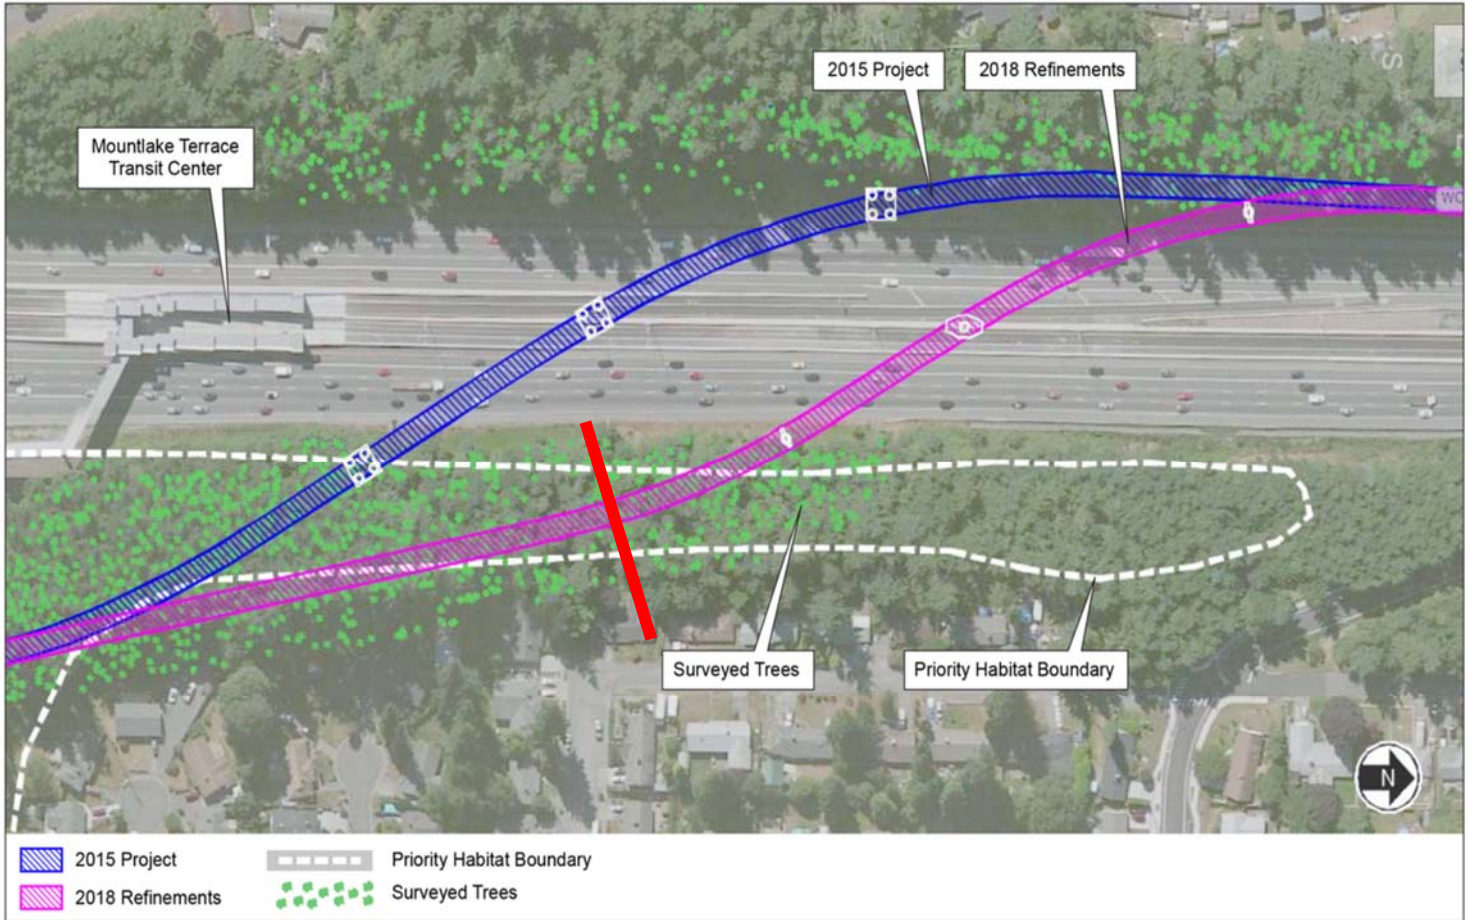 2015 Project
2018 Refinements
Mountlake Terrace
Transit Center
S
WC
Surveyed Trees
Priority Habitat Boundary
N
2015 Project
Priority Habitat Boundary
2018 Refinements
Surveyed Trees